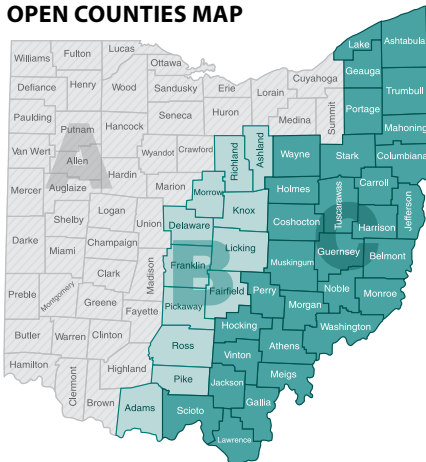 OPEN COUNTIES MAP
Williams
Fulton
Lucas
Ottawa
Lake
Ashtabula
Defiance
Henry
Wood
Sandusky
Erie
Lorain
Cuyahoga
Geauga
Trumbull
Paulding
Putnam
Hancock
Seneca
Huron
Medina
Summit
Portage
Mahoning
Van Wert
Allen
A
Wyandot
Crawford
Richland
Ashland
Wayne
Stark
Columbiana
Mercer
Auglaize
Hardin
Marion
Morrow
Holmes
Tuscarawas
Carroll
Jefferson
Shelby
Logan
Union
Delaware
Knox
Coshocton
Harrison
Darke
Miami
Champaign
Licking
Muskingum
Guernsey
C
Belmont
Clark
Madison
Franklin
B
Preble
Montgomery
Greene
Fayette
Pickaway
Fairfield
Perry
Morgan
Noble
Monroe
Butler
Warren
Clinton
Ross
Hocking
Athens
Washington
Hamilton
Clermont
Brown
Highland
Pike
Vinton
Meigs
Adams
Scioto
Jackson
Gallia
Lawrence